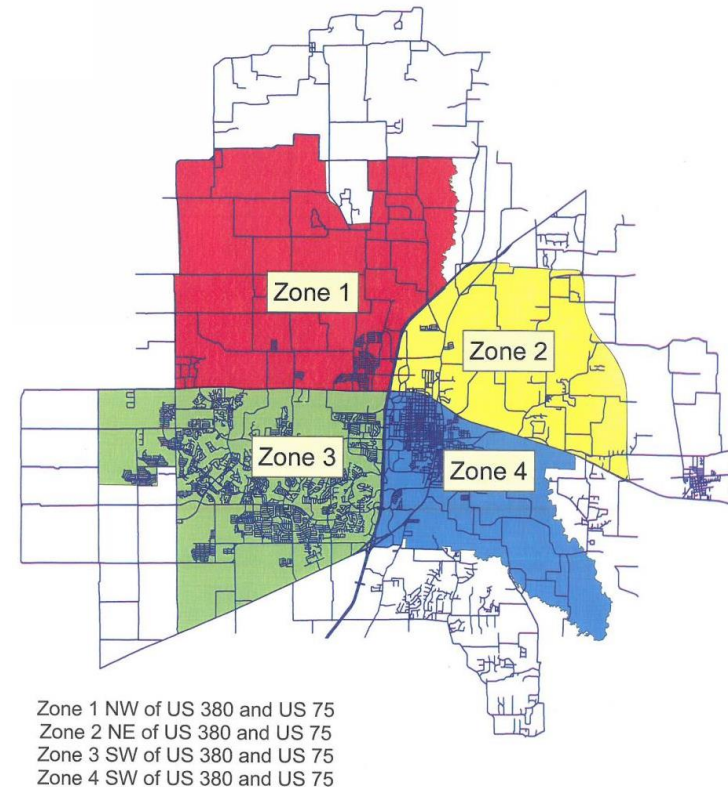 Zone 1
Zone 2
Zone 3
Zone 4
Zone 1 NW of US 380 and US 75
Zone 2 NE of US 380 and US 75
Zone 3 SW of US 380 and US 75
Zone 4 SW of US 380 and US 75